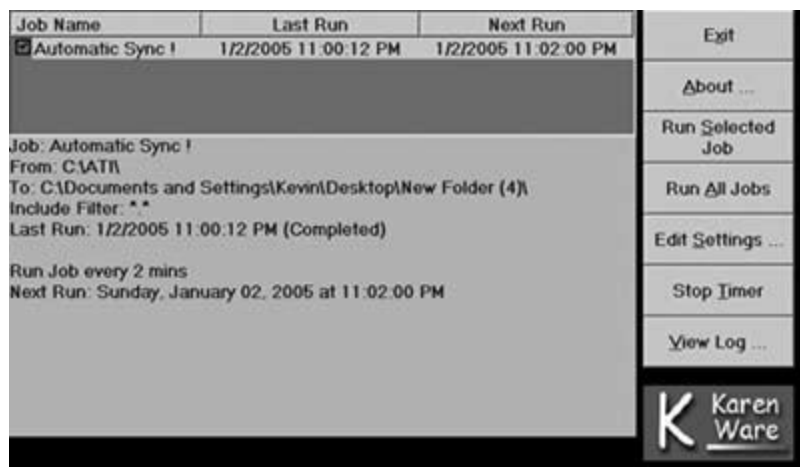 Job Name Last Run Next Run
Automatic Sync ! 1/2/2005 11:00:12 PM 1/2/2005 11:02:00 PM
Job: Automatic Sync !
From: C:\ATI\
To: C:\Documents and Settings\Kevin\Desktop\New Folder (4)\
Include Filter: *.*
Last Run: 1/2/2005 11:00:12 PM (Completed)
Run Job every 2 mins
Next Run: Sunday, January 02, 2005 at 11:02:00 PM
Exit
About ...
Run Selected
Job
Run All Jobs
Edit Settings ...
Stop Timer
View Log ...
K Karen
Ware